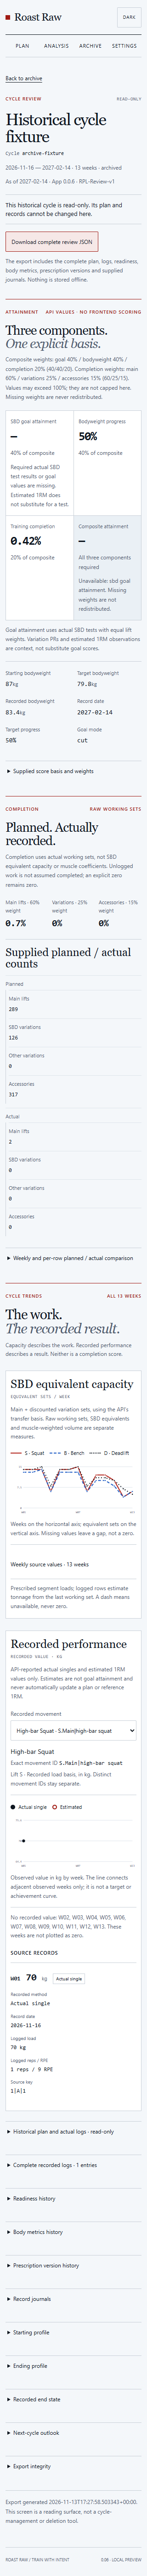 Roast Raw
DARK
PLAN ANALYSIS ARCHIVE SETTINGS
Back to archive
CYCLE REVIEW READ-ONLY
Historical cycle
fixture
Cycle archive-fixture
2026-11-16 — 2027-02-14 · 13 weeks · archived
As of 2027-02-14 · App 0.0.6 · RPL-Review-v1
This historical cycle is read-only. Its plan and
records cannot be changed here.
Download complete review JSON
The export includes the complete plan, logs, readiness,
body metrics, prescription versions and supplied
journals. Nothing is stored offline.
ATTAINMENT API VALUES · NO FRONTEND SCORING
Three components.
One explicit basis.
Composite weights: goal 40% / bodyweight 40% /
completion 20% (40/40/20). Completion weights: main
60% / variations 25% / accessories 15% (60/25/15).
Values may exceed 100%; they are not capped here.
Missing weights are never redistributed.
SBD goal attainment
—
40% of composite
Required actual SBD
test results or goal
values are missing.
Estimated 1RM does
not substitute for a test.
Bodyweight progress
50%
40% of composite
Training completion
0.42%
20% of composite
Composite attainment
—
All three components
required
Unavailable: sbd goal
attainment. Missing
weights are not
redistributed.
Goal attainment uses actual SBD tests with equal lift
weights. Variation PRs and estimated 1RM observations
are context, not substitute goal scores.
Starting bodyweight
87kg
Target bodyweight
79.8kg
Recorded bodyweight
83.4kg
Record date
2027-02-14
Target progress
50%
Goal mode
cut
▶ Supplied score basis and weights
COMPLETION RAW WORKING SETS
Planned. Actually
recorded.
Completion uses actual working sets, not SBD
equivalent capacity or muscle coefficients. Unlogged
work is not assumed completed: an explicit zero
remains zero.
Main lifts · 60%
weight
0.7%
Variations · 25%
weight
0%
Accessories · 15%
weight
0%
Supplied planned / actual
counts
Planned
Main lifts
289
SBD variations
126
Other variations
0
Accessories
317
Actual
Main lifts
2
SBD variations
0
Other variations
0
Accessories
0
▶ Weekly and per-row planned / actual comparison
CYCLE TRENDS ALL 13 WEEKS
The work.
The recorded result.
Capacity describes the work. Recorded performance
describes a result. Neither is a completion score.
SBD equivalent capacity
EQUIVALENT SETS / WEEK
Main + discounted variation sets, using the API's
transfer basis. Raw working sets, SBD equivalents
and muscle-weighted volume are separate
measures.
S · Squat B · Bench D · Deadlift
Weeks on the horizontal axis; equivalent sets on the
vertical axis. Missing values leave a gap, not a zero.
Weekly source values · 13 weeks
Prescribed segment loads; logged rows estimate
tonnage from the last working set. A dash means
unavailable, never zero.
Recorded performance
RECORDED VALUE · KG
API-reported actual singles and estimated 1RM
values only. Estimates are not goal attainment and
never automatically update a plan or reference
1RM.
Recorded movement
High-bar Squat · S.Main|high-bar squat
High-bar Squat
Exact movement ID S.Main|high-bar squat
Lift S · Recorded load basis, in kg. Distinct
movement IDs stay separate.
Actual single Estimated
Observed value in kg by week. The line connects
adjacent observed weeks only; it is not a target or
achievement curve.
No recorded value: W02, W03, W04, W05, W06,
W07, W08, W09, W10, W11, W12, W13. These
weeks are not plotted as zero.
SOURCE RECORDS
W01 70 kg Actual single
Recorded method
Actual single
Record date
2026-11-16
Logged load
70 kg
Logged reps / RPE
1 reps / 9 RPE
Source key
1|A|1
▶ Historical plan and actual logs · read-only
▶ Complete recorded logs · 1 entries
▶ Readiness history
▶ Body metrics history
▶ Prescription version history
▶ Record journals
▶ Starting profile
▶ Ending profile
▶ Recorded end state
▶ Next-cycle outlook
▶ Export integrity
Export generated 2026-11-13T17:27:58.503343+00:00.
This screen is a reading surface, not a cycle-
management or deletion tool.
ROAST RAW / TRAIN WITH INTENT 0.0B · LOCAL PREVIEW